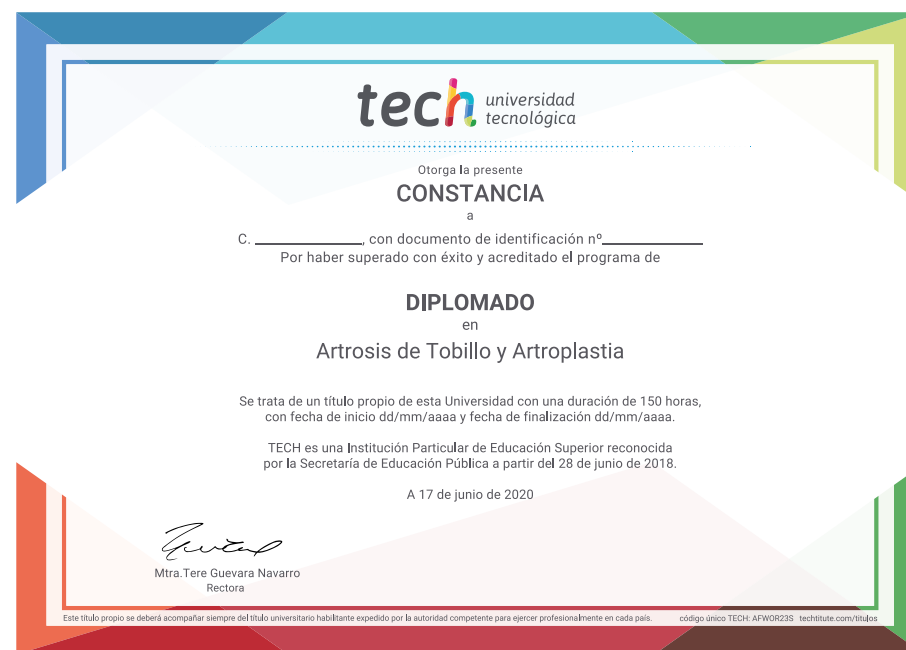 tech universidad
tecnológica
Otorga la presente
CONSTANCIA
a
C. ____________, con documento de identificación nº___________
Por haber superado con éxito y acreditado el programa de
DIPLOMADO
en
Artrosis de Tobillo y Artroplastia
Se trata de un título propio de esta Universidad con una duración de 150 horas,
con fecha de inicio dd/mm/aaaa y fecha de finalización dd/mm/aaaa.
TECH es una Institución Particular de Educación Superior reconocida
por la Secretaría de Educación Pública a partir del 28 de junio de 2018.
A 17 de junio de 2020
Mtra.Tere Guevara Navarro
Rectora
Este título propio se deberá acompañar siempre del título universitario habilitante expedido por la autoridad competente para ejercer profesionalmente en cada país. código único TECH: AFWOR23S techtitute.com/titulos